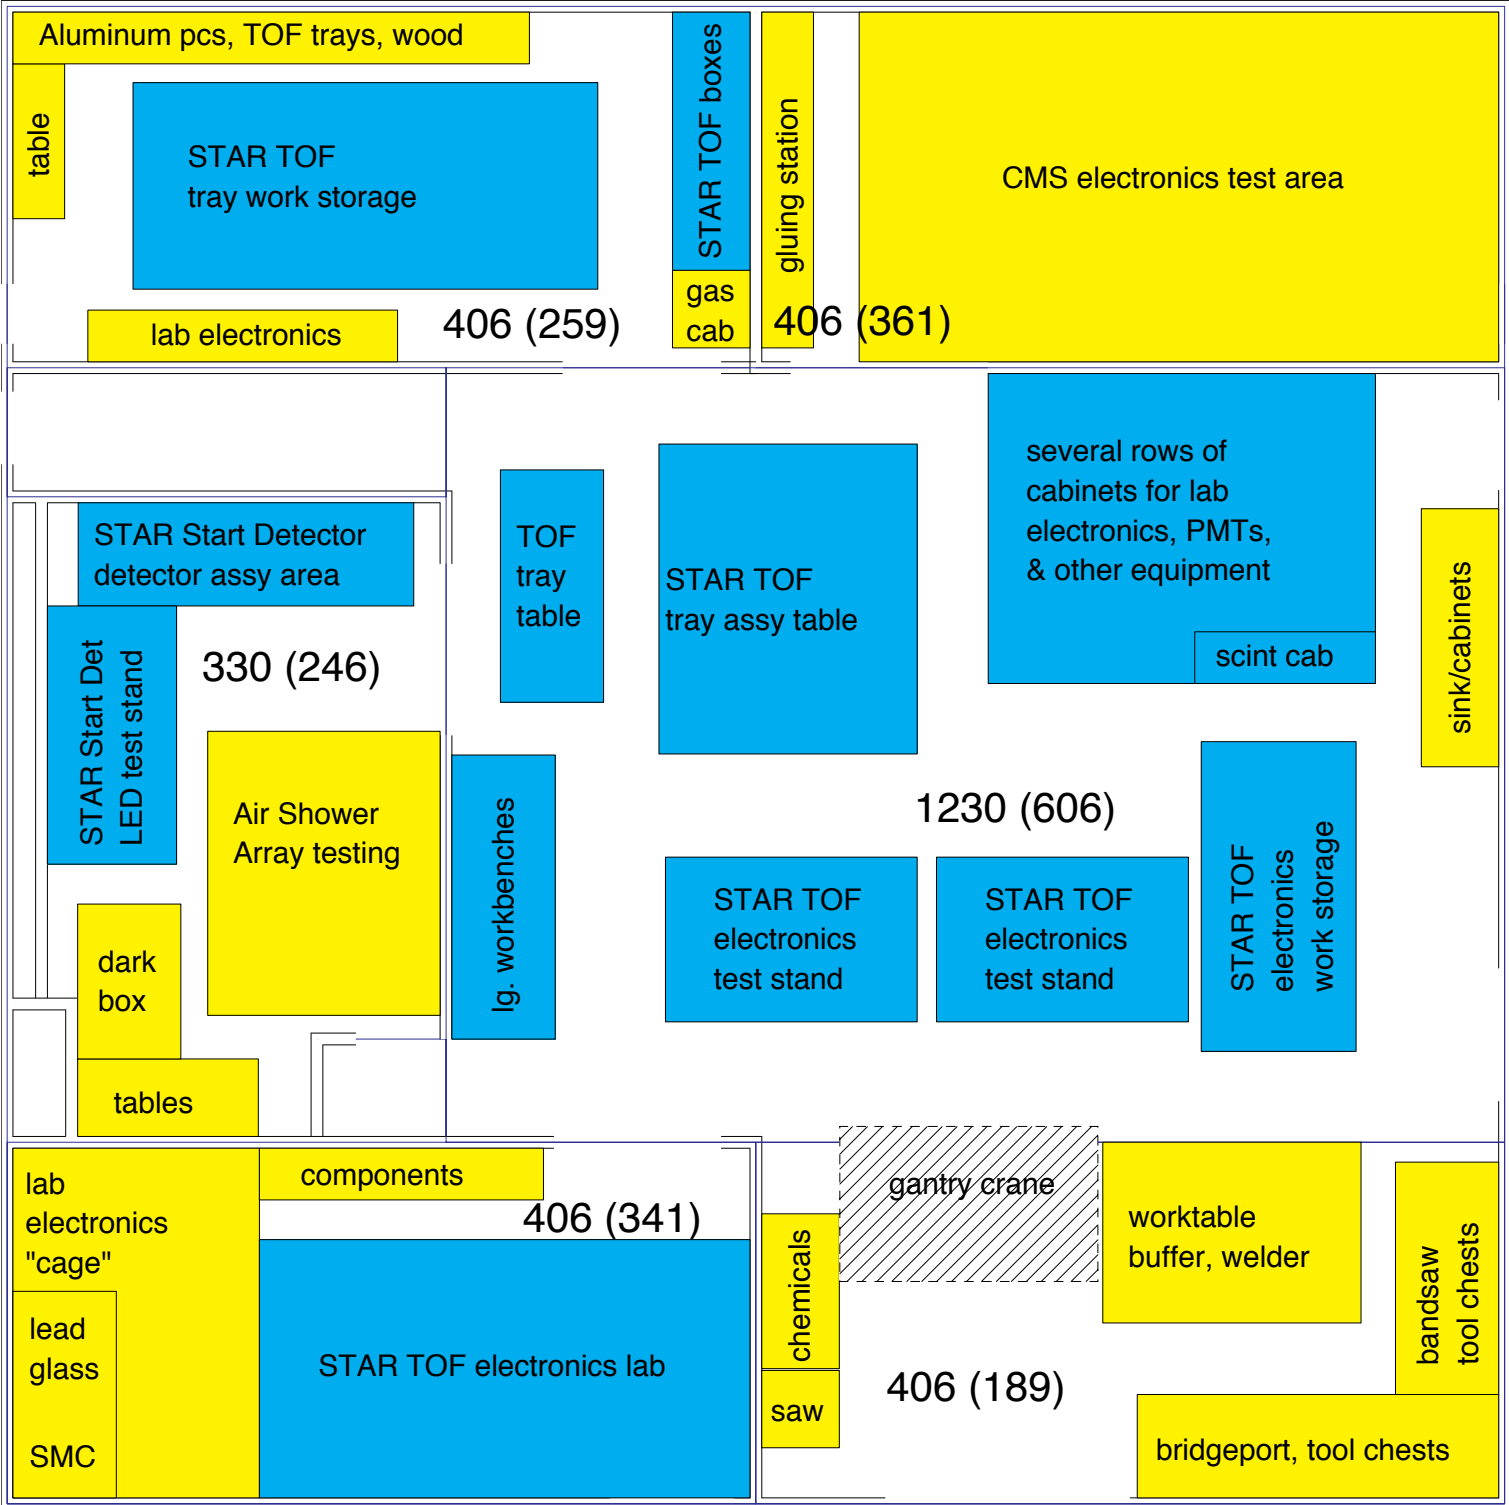 Aluminum pcs, TOF trays, wood
table
STAR TOF
tray work storage
lab electronics
406 (259)
STAR TOF boxes
gas
cab
gluing station
406 (361)
CMS electronics test area
STAR Start Detector
detector assy area
STAR Start Det
LED test stand
330 (246)
Air Shower
Array testing
dark
box
tables
TOF
tray
table
STAR TOF
tray assy table
several rows of
cabinets for lab
electronics, PMTs,
& other equipment
scint cab
sink/cabinets
lg. workbenches
1230 (606)
STAR TOF
electronics
test stand
STAR TOF
electronics
test stand
STAR TOF
electronics
work storage
lab
electronics
"cage"
components
406 (341)
lead
glass
SMC
STAR TOF electronics lab
gantry crane
chemicals
saw
worktable
buffer, welder
bandsaw
tool chests
406 (189)
bridgeport, tool chests